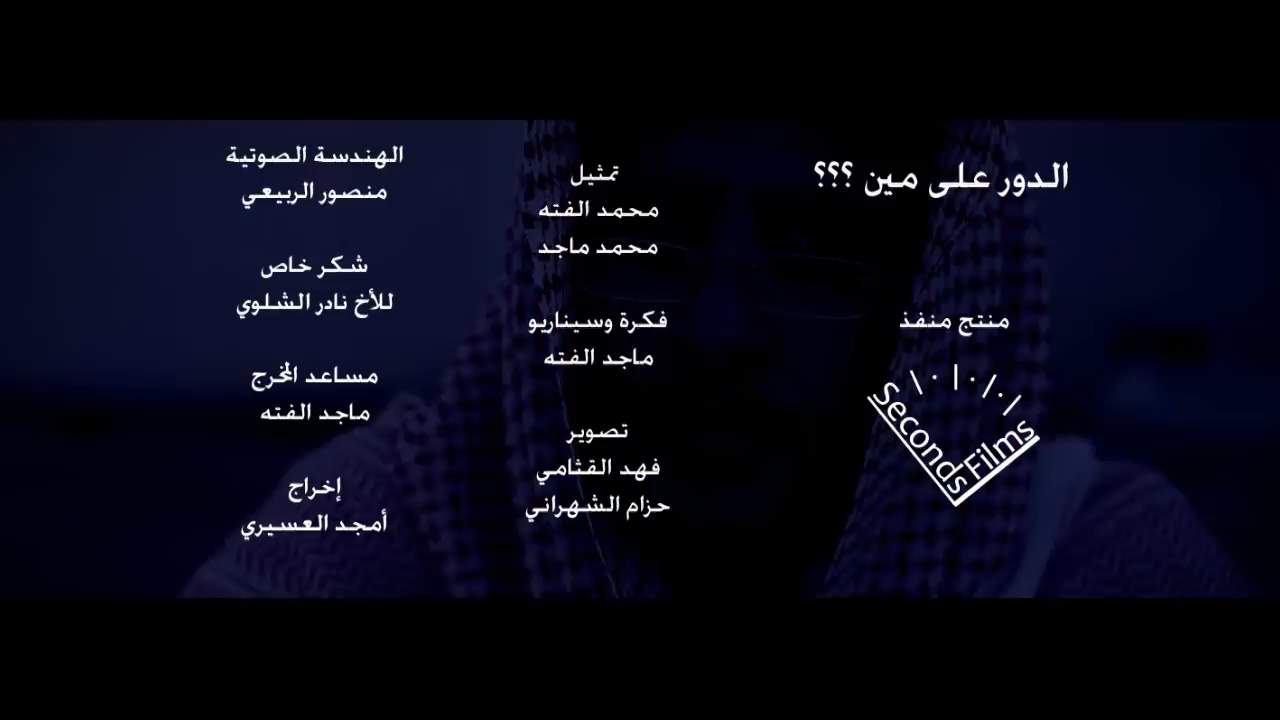 الدور على مين ؟؟؟
منتج منفذ
Seconds Films
تمثيل
محمد الفته
محمد ماجد
فكرة وسيناريو
ماجد الفته
تصوير
فهد القثامي
حزام الشهراني
الهندسة الصوتية
منصور الربيعي
شكر خاص
للأخ نادر الشلوي
مساعد المخرج
ماجد الفته
إخراج
أمجد العسيري